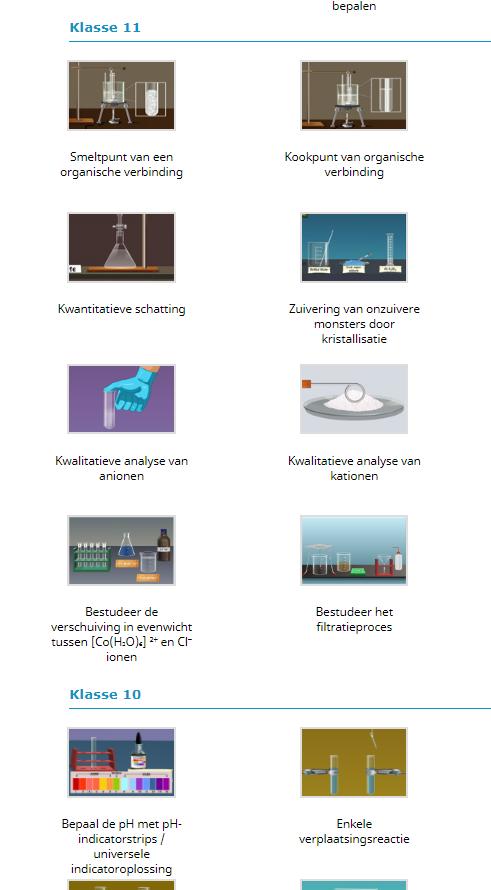 bepalen
Klasse 11
Smeltpunt van een
organische verbinding
Kookpunt van organische
verbinding
Kwantitatieve schatting
Zuivering van onzuivere
monsters door
kristallisatie
Kwalitatieve analyse van
anionen
Kwalitatieve analyse van
kationen
Bestudeer de
verschuiving in evenwicht
tussen [Co(H₂O)₆] ²⁺ en Cl⁻
ionen
Bestudeer het
filtratieproces
Klasse 10
Bepaal de pH met pH-
indicatorstrips /
universele
indicatoroplossing
Enkele
verplaatsingsreactie